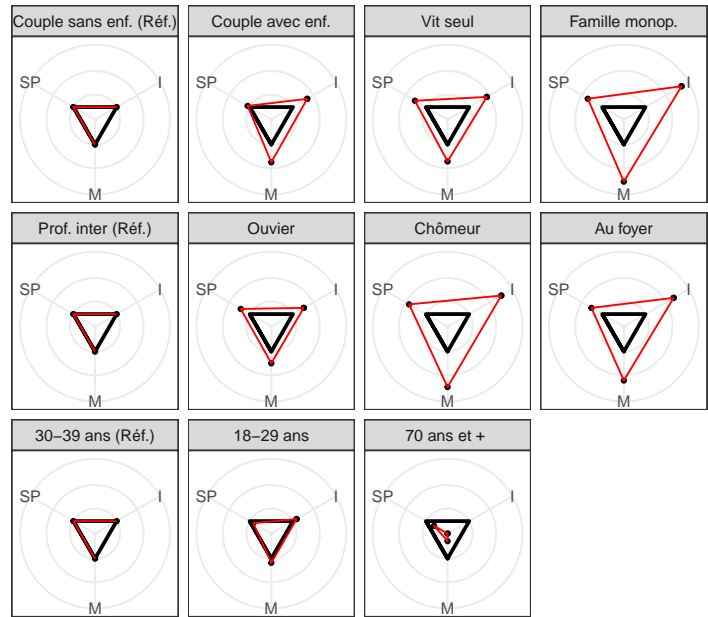 Couple sans enf. (Réf.)
Couple avec enf.
Vit seul
Famille monop.
SP
I
M
SP
I
M
SP
I
M
SP
I
M
Prof. inter (Réf.)
Ouvier
Chômeur
Au foyer
SP
I
M
SP
I
M
SP
I
M
SP
I
M
30–39 ans (Réf.)
18–29 ans
70 ans et +
SP
I
M
SP
I
M
SP
I
M